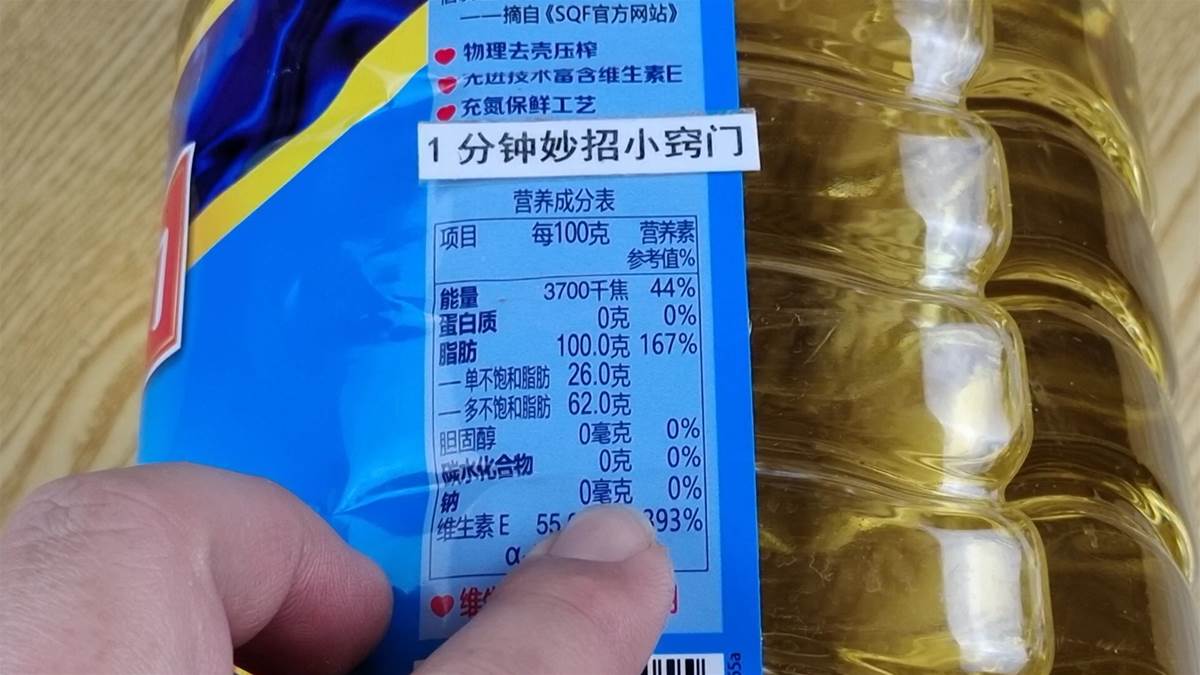 ——摘自《SQF官方网站》
物理去壳压榨
先进技术富含维生素E
充氮保鲜工艺
1分钟妙招小窍门
营养成分表
项目 每100克 营养素参考值%
能量 3700千焦 44%
蛋白质 0克 0%
脂肪 100.0克 167%
——单不饱和脂肪 26.0克
——多不饱和脂肪 62.0克
胆固醇 0毫克 0%
碳水化合物 0克 0%
钠 0毫克 0%
维生素E 55. 393%
α-
维
55a